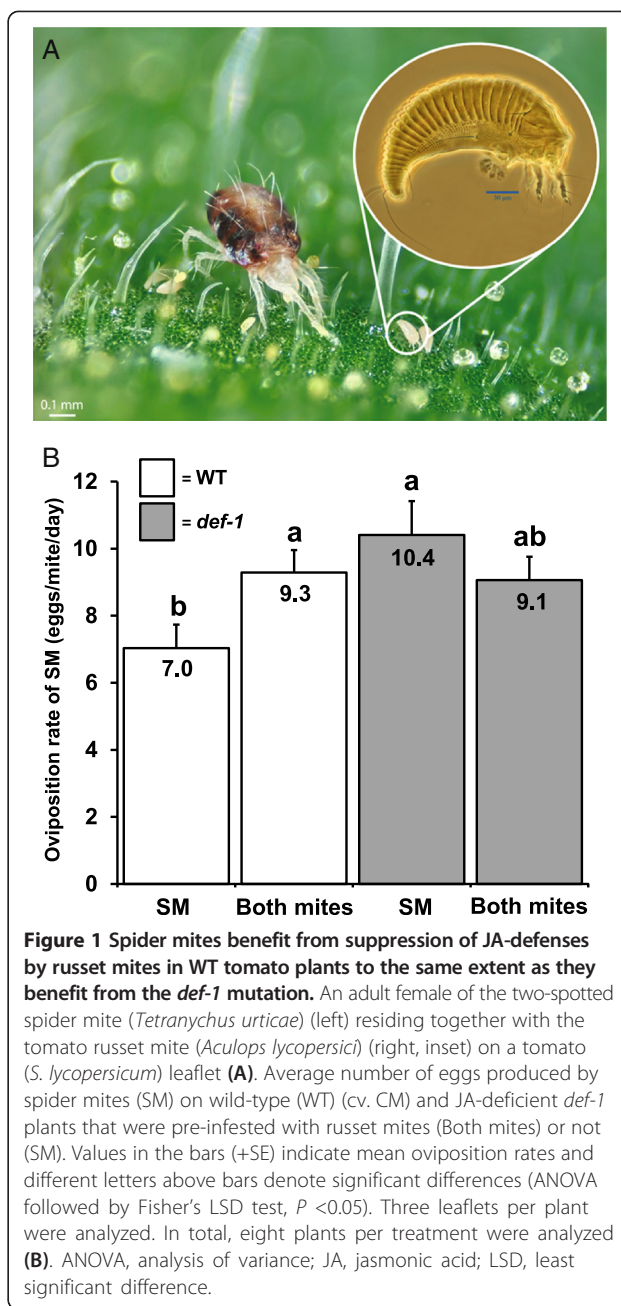 A
50 µm
0.1 mm
B
Oviposition rate of SM (eggs/mite/day)
12
10
8
6
4
2
0
= WT
= def-1
b
a
a
ab
7.0
9.3
10.4
9.1
SM
Both mites
SM
Both mites
Figure 1 Spider mites benefit from suppression of JA-defenses
by russet mites in WT tomato plants to the same extent as they
benefit from the def-1 mutation. An adult female of the two-spotted
spider mite (Tetranychus urticae) (left) residing together with the
tomato russet mite (Aculops lycopersici) (right, inset) on a tomato
(S. lycopersicum) leaflet (A). Average number of eggs produced by
spider mites (SM) on wild-type (WT) (cv. CM) and JA-deficient def-1
plants that were pre-infested with russet mites (Both mites) or not
(SM). Values in the bars (+SE) indicate mean oviposition rates and
different letters above bars denote significant differences (ANOVA
followed by Fisher's LSD test, P <0.05). Three leaflets per plant
were analyzed. In total, eight plants per treatment were analyzed
(B). ANOVA, analysis of variance; JA, jasmonic acid; LSD, least
significant difference.